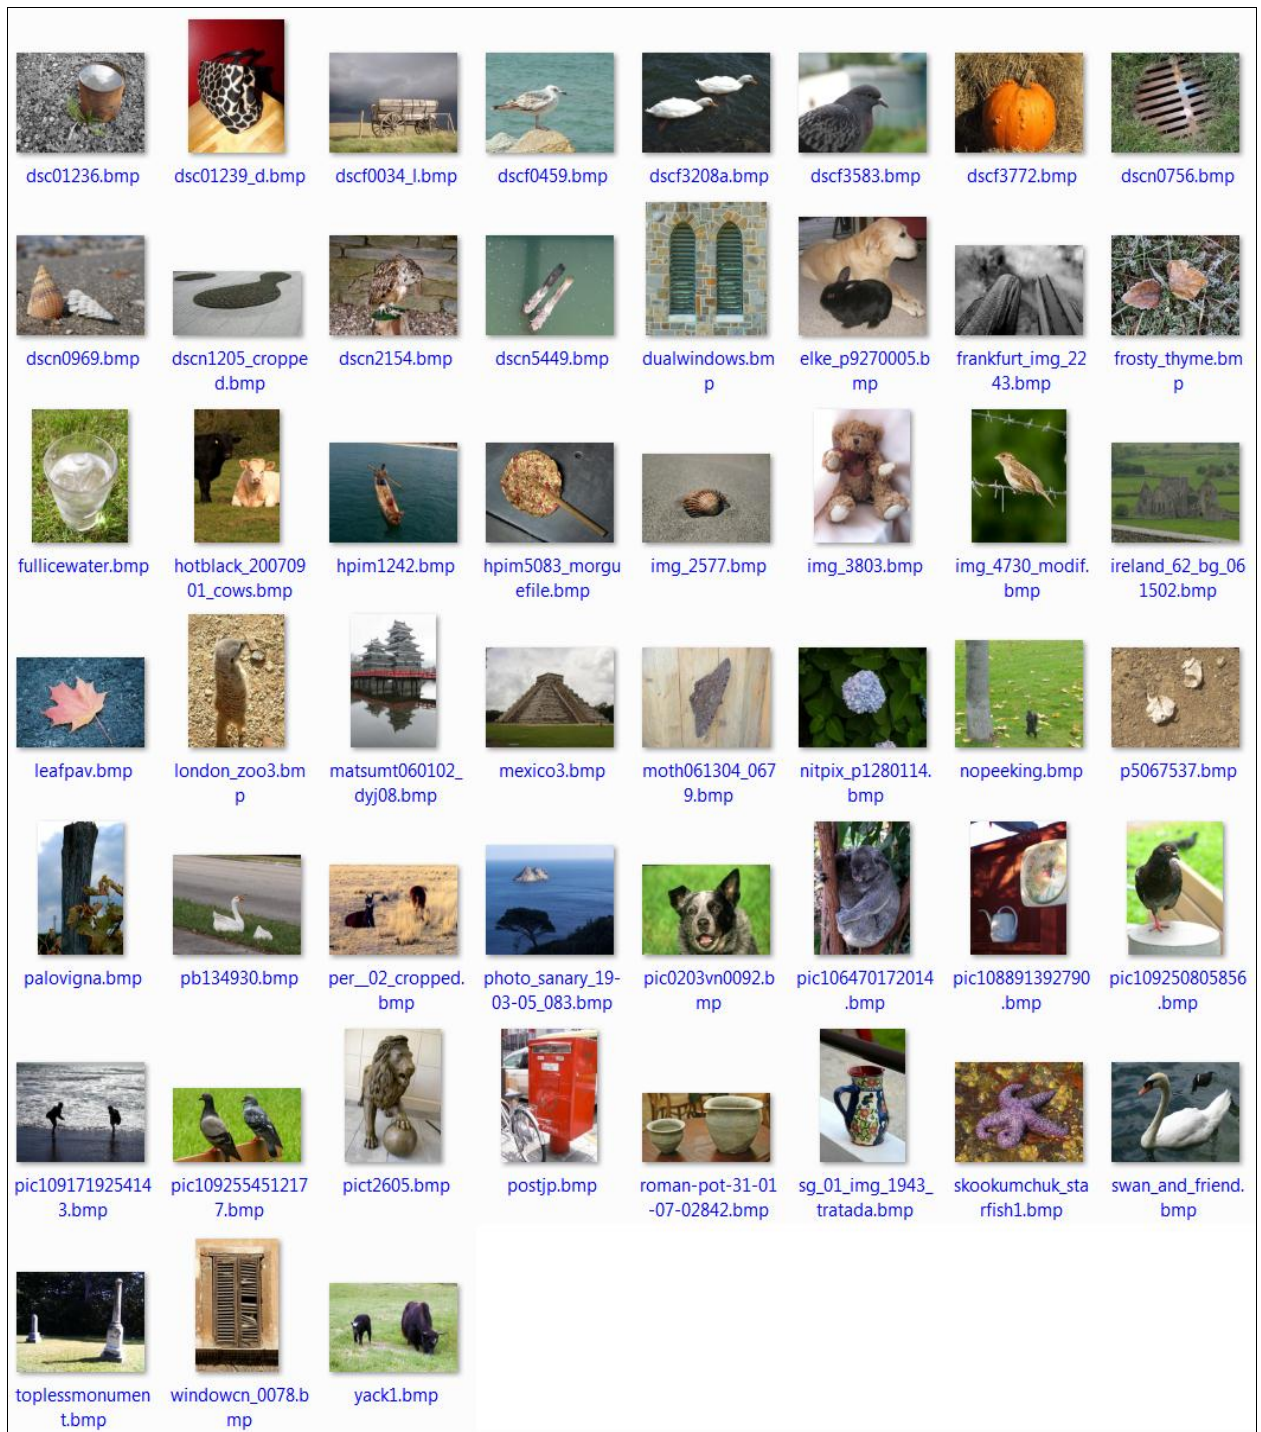 dsc01236.bmp
dsc01239_d.bmp
dscf0034_l.bmp
dscf0459.bmp
dscf3208a.bmp
dscf3583.bmp
dscf3772.bmp
dscn0756.bmp
dscn0969.bmp
dscn1205_croppe
d.bmp
dscn2154.bmp
dscn5449.bmp
dualwindows.bm
p
elke_p9270005.b
mp
frankfurt_img_22
43.bmp
frosty_thyme.bm
p
fullicewater.bmp
hotblack_200709
01_cows.bmp
hpim1242.bmp
hpim5083_morgu
efile.bmp
img_2577.bmp
img_3803.bmp
img_4730_modif.
bmp
ireland_62_bg_06
1502.bmp
leafpav.bmp
london_zoo3.bm
p
matsumt060102_
dyj08.bmp
mexico3.bmp
moth061304_067
9.bmp
nitpix_p1280114.
bmp
nopeeking.bmp
p5067537.bmp
palovigna.bmp
pb134930.bmp
per__02_cropped.
bmp
photo_sanary_19-
03-05_083.bmp
pic0203vn0092.b
mp
pic106470172014
.bmp
pic108891392790
.bmp
pic109250805856
.bmp
pic109171925414
3.bmp
pic109255451217
7.bmp
pict2605.bmp
postjp.bmp
roman-pot-31-01
-07-02842.bmp
sg_01_img_1943_
tratada.bmp
skookumchuk_sta
rfish1.bmp
swan_and_friend.
bmp
toplessmonumen
t.bmp
windowcn_0078.b
mp
yack1.bmp